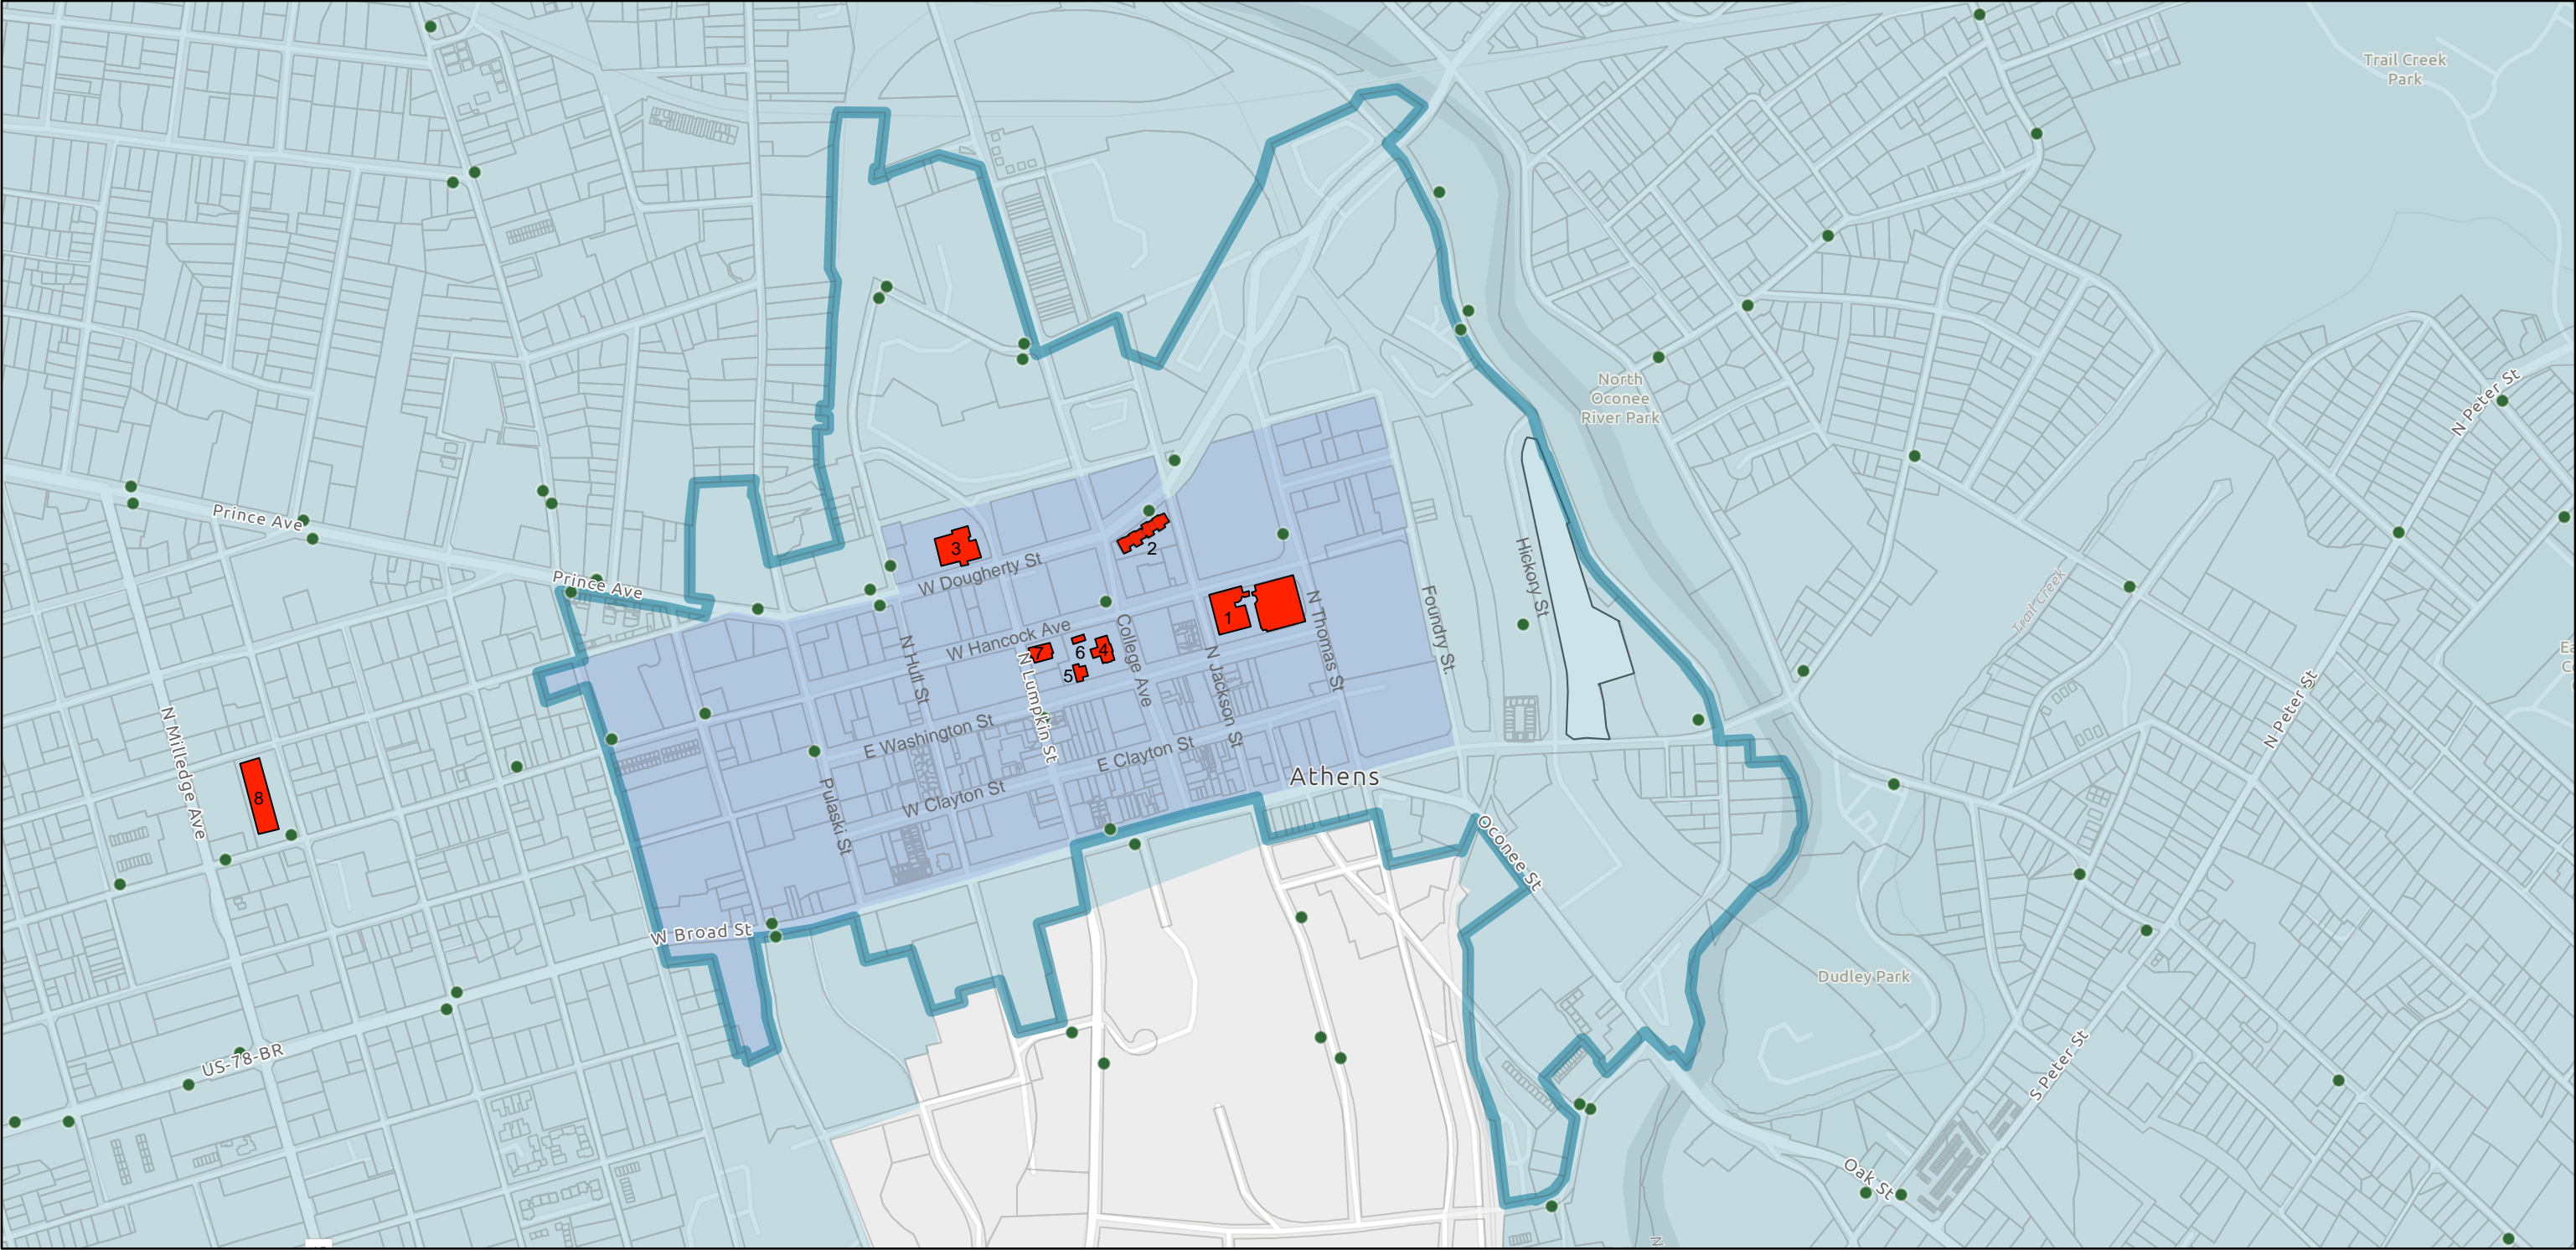 Trail Creek
Park
North
Oconee
River Park
N Peter St
Prince Ave
3
2
W Dougherty St
Hickory St
Prince Ave
Foundry St.
Trail Creek
1
N Thomas St
W Hancock Ave
College Ave
N Hull St
7
6
4
5
N Lumpkin St
N Jackson St
Ea
C
N Peter St
N Milledge Ave
E Washington St
E Clayton St
Athens
8
Pulaski St
W Clayton St
Oconee St
W Broad St
Dudley Park
US-78-BR
S Peter St
Oak St
N